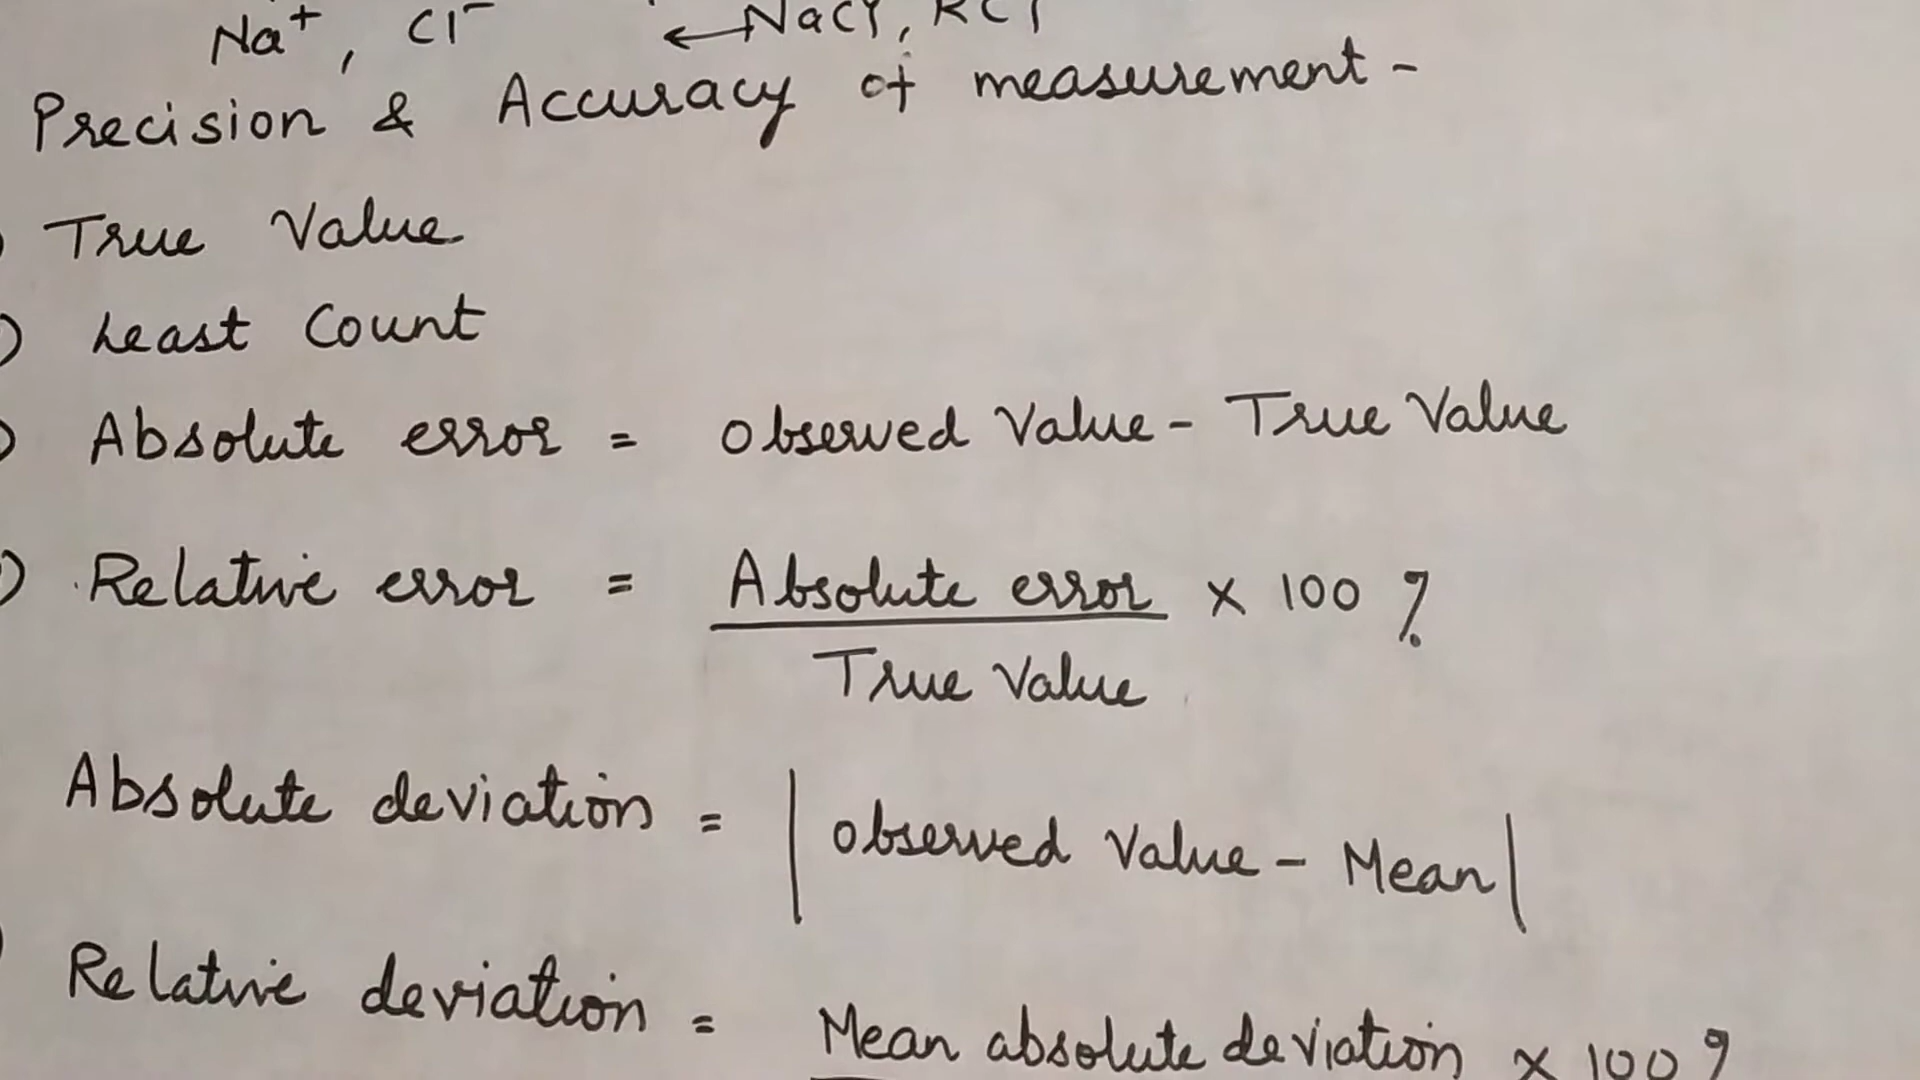 Na⁺, Cl⁻ ← NaCl, KCl
Precision & Accuracy of measurement -
) True Value
) Least Count
) Absolute error = Observed Value - True Value
) Relative error = Absolute error × 100 %
True Value
Absolute deviation = | Observed Value - Mean |
Relative deviation = Mean absolute deviation × 100 %